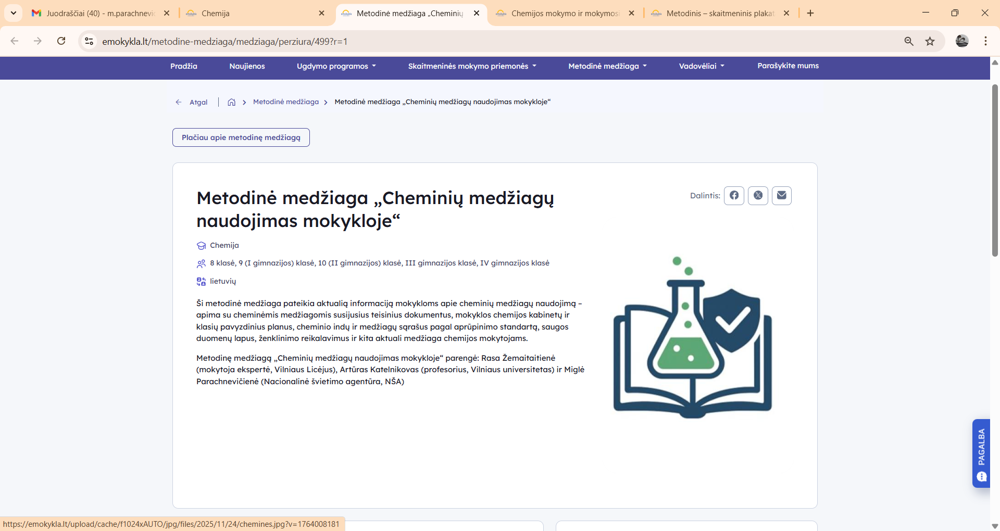 Juodraščiai (40) - m.parachnevic
Chemija
Metodinė medžiaga „Cheminių
Chemijos mokymo ir mokymosi
Metodinis – skaitmeninis plakat
emokykla.lt/metodine-medziaga/medziaga/perziura/499?r=1
Pradžia
Naujienos
Ugdymo programos
Skaitmeninės mokymo priemonės
Metodinė medžiaga
Vadovėliai
Parašykite mums
Atgal
Metodinė medžiaga
Metodinė medžiaga „Cheminių medžiagų naudojimas mokykloje“
Plačiau apie metodinę medžiagą
Metodinė medžiaga „Cheminių medžiagų
naudojimas mokykloje“
Dalintis:
Chemija
8 klasė, 9 (I gimnazijos) klasė, 10 (II gimnazijos) klasė, III gimnazijos klasė, IV gimnazijos klasė
lietuvių
Ši metodinė medžiaga pateikia aktualią informaciją mokykloms apie cheminių medžiagų naudojimą –
apima su cheminėmis medžiagomis susijusius teisinius dokumentus, mokyklos chemijos kabinetų ir
klasių pavyzdinius planus, cheminio indų ir medžiagų sąrašus pagal aprūpinimo standartą, saugos
duomenų lapus, ženklinimo reikalavimus ir kita aktuali medžiaga chemijos mokytojams.
Metodinę medžiagą „Cheminių medžiagų naudojimas mokykloje“ parengė: Rasa Žemaitaitienė
(mokytoja ekspertė, Vilniaus Licėjus), Artūras Katelnikovas (profesorius, Vilniaus universitetas) ir Miglė
Parachnevičienė (Nacionalinė švietimo agentūra, NŠA)
PAGALBA
https://emokykla.lt/upload/cache/f1024xAUTO/jpg/files/2025/11/24/chemines.jpg?v=1764008181